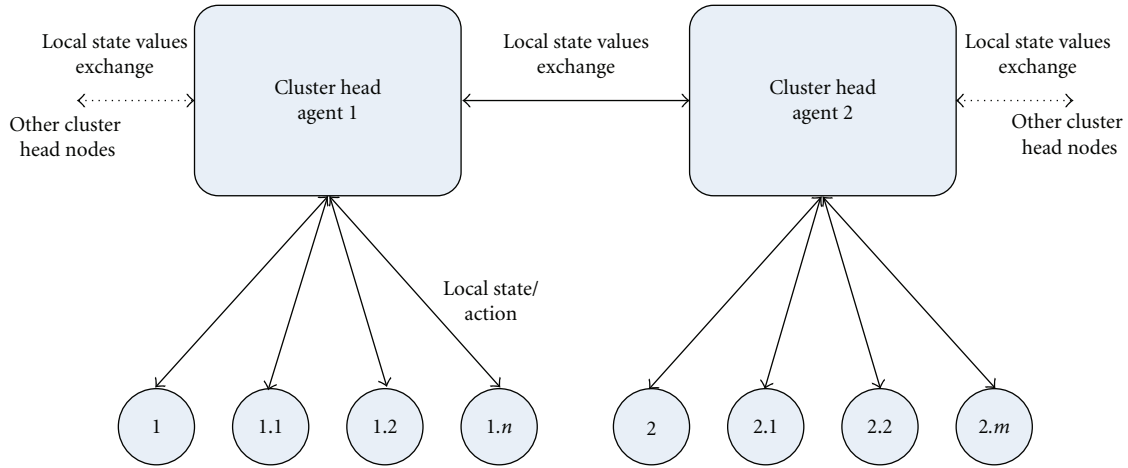 Local state values
exchange
Other cluster
head nodes
Cluster head
agent 1
Local state values
exchange
Cluster head
agent 2
Local state values
exchange
Other cluster
head nodes
Local state/
action
1
1.1
1.2
1.n
2
2.1
2.2
2.m